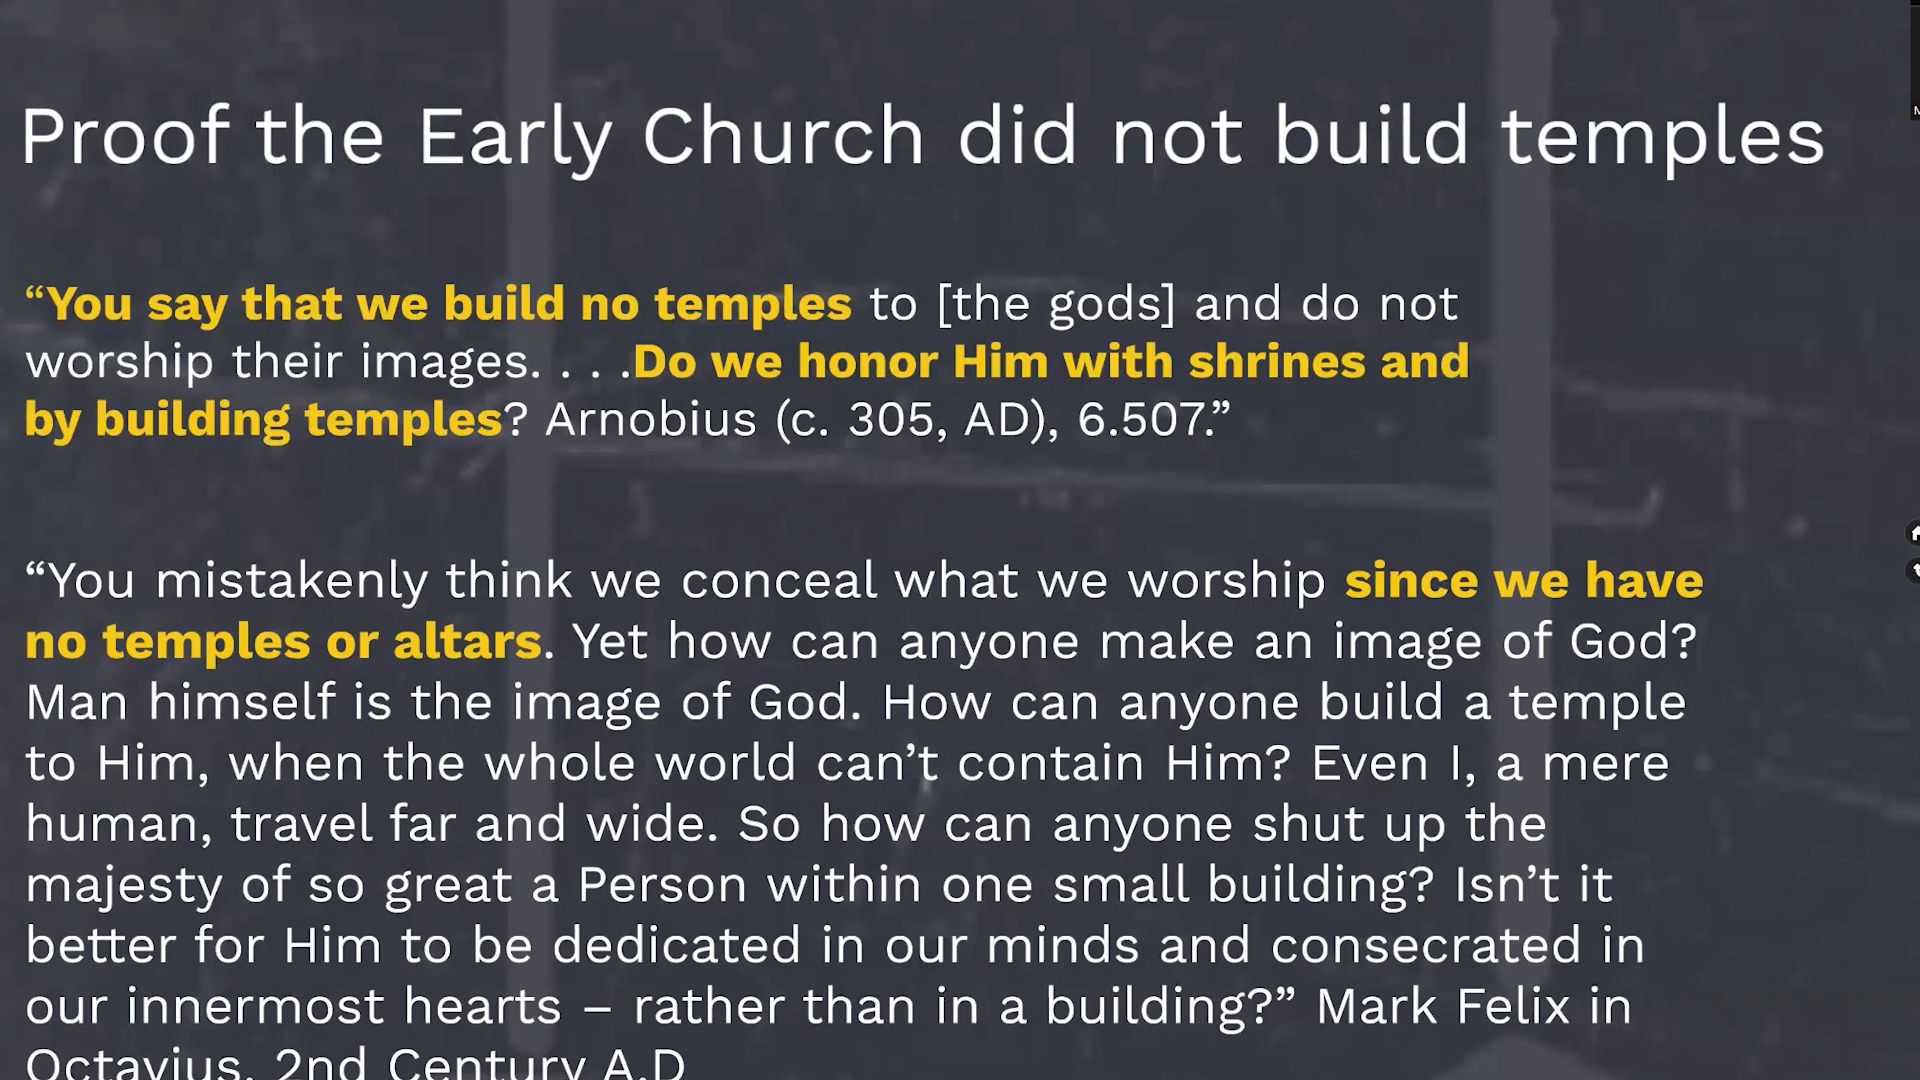 Proof the Early Church did not build temples
“You say that we build no temples to [the gods] and do not
worship their images. . . .Do we honor Him with shrines and
by building temples? Arnobius (c. 305, AD), 6.507.”
“You mistakenly think we conceal what we worship since we have
no temples or altars. Yet how can anyone make an image of God?
Man himself is the image of God. How can anyone build a temple
to Him, when the whole world can’t contain Him? Even I, a mere
human, travel far and wide. So how can anyone shut up the
majesty of so great a Person within one small building? Isn’t it
better for Him to be dedicated in our minds and consecrated in
our innermost hearts – rather than in a building?” Mark Felix in
Octavius, 2nd Century A.D